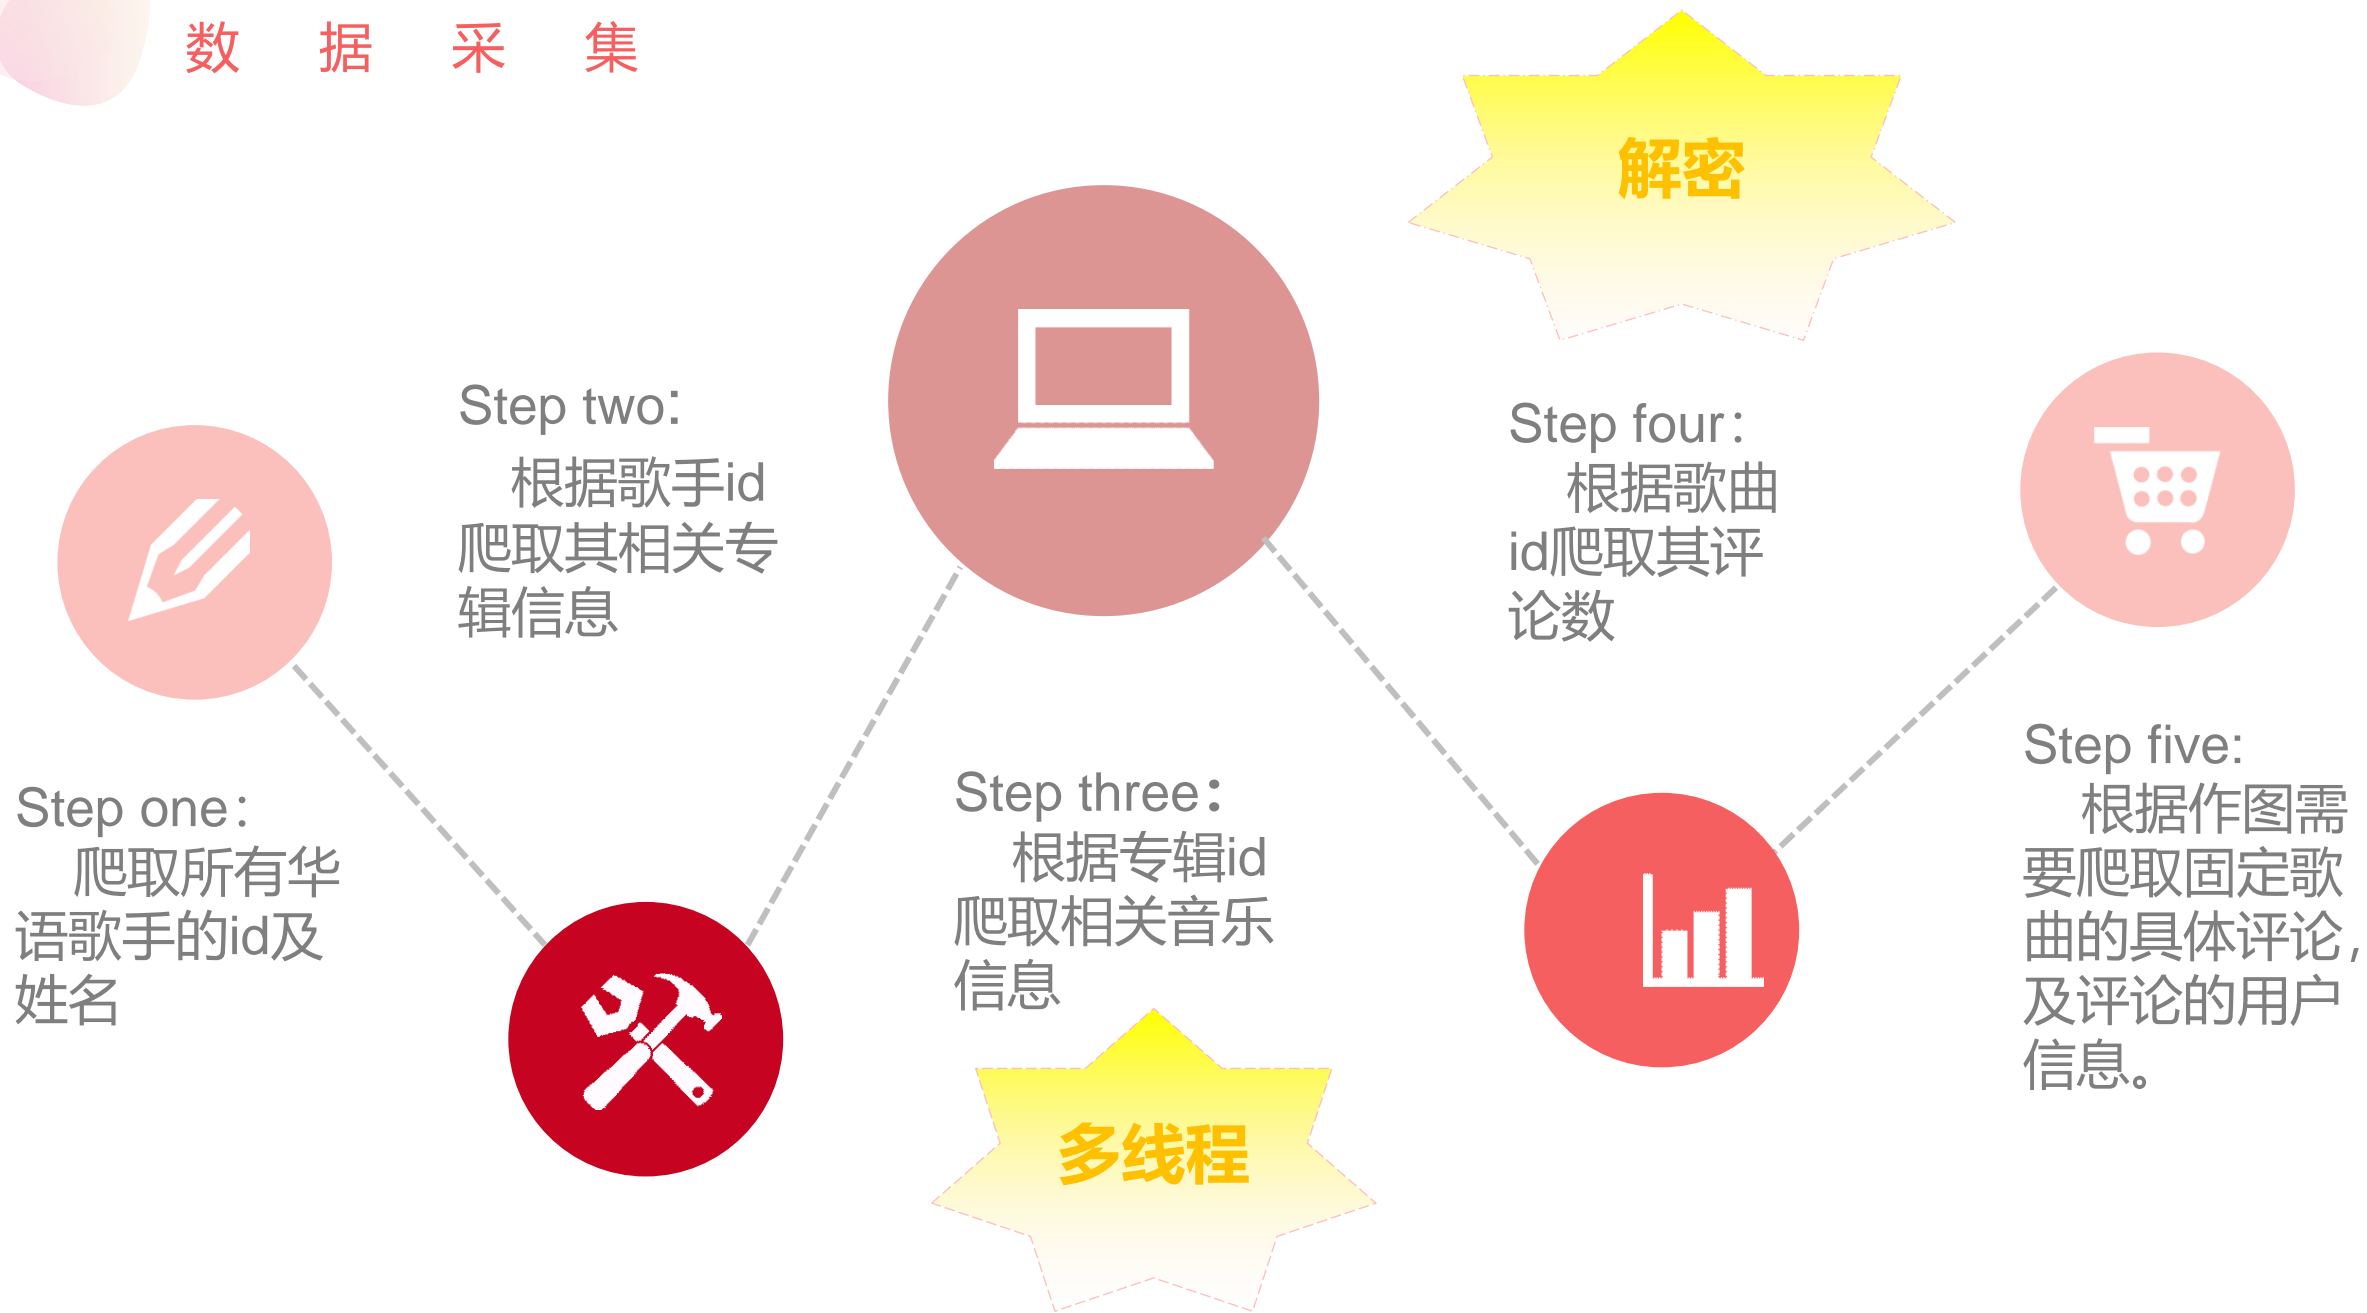 数据采集
Step one：
爬取所有华
语歌手的id及
姓名
Step two:
根据歌手id
爬取其相关专
辑信息
Step three：
根据专辑id
爬取相关音乐
信息
多线程
解密
Step four：
根据歌曲
id爬取其评
论数
Step five:
根据作图需
要爬取固定歌
曲的具体评论，
及评论的用户
信息。